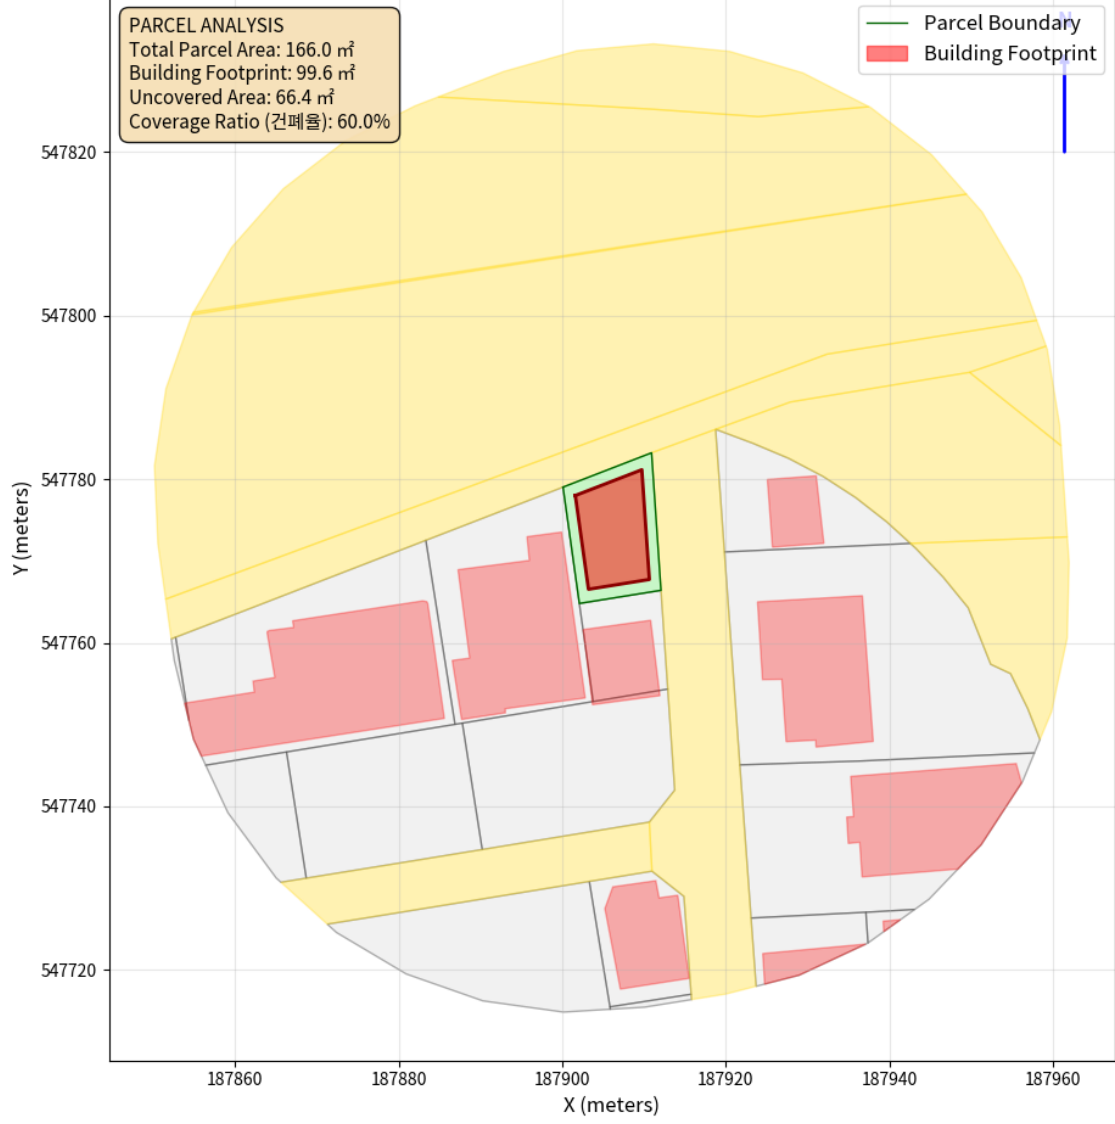 PARCEL ANALYSIS
Total Parcel Area: 166.0 ㎡
Building Footprint: 99.6 ㎡
Uncovered Area: 66.4 ㎡
Coverage Ratio (건폐율): 60.0%
Parcel Boundary
Building Footprint
N
547820
547800
547780
547760
547740
547720
Y (meters)
187860
187880
187900
187920
187940
187960
X (meters)